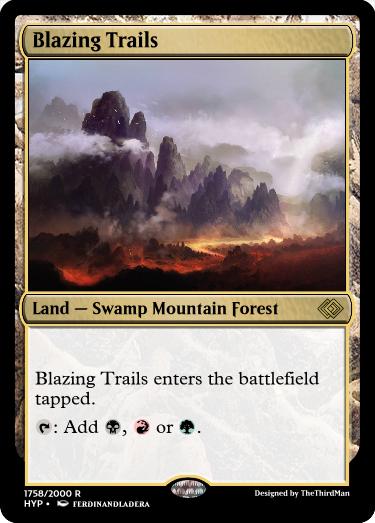 Blazing Trails
Land — Swamp Mountain Forest
Blazing Trails enters the battlefield
tapped.
: Add , or .
1758/2000 R
HYP • FERDINANDLADERA
Designed by TheThirdMan